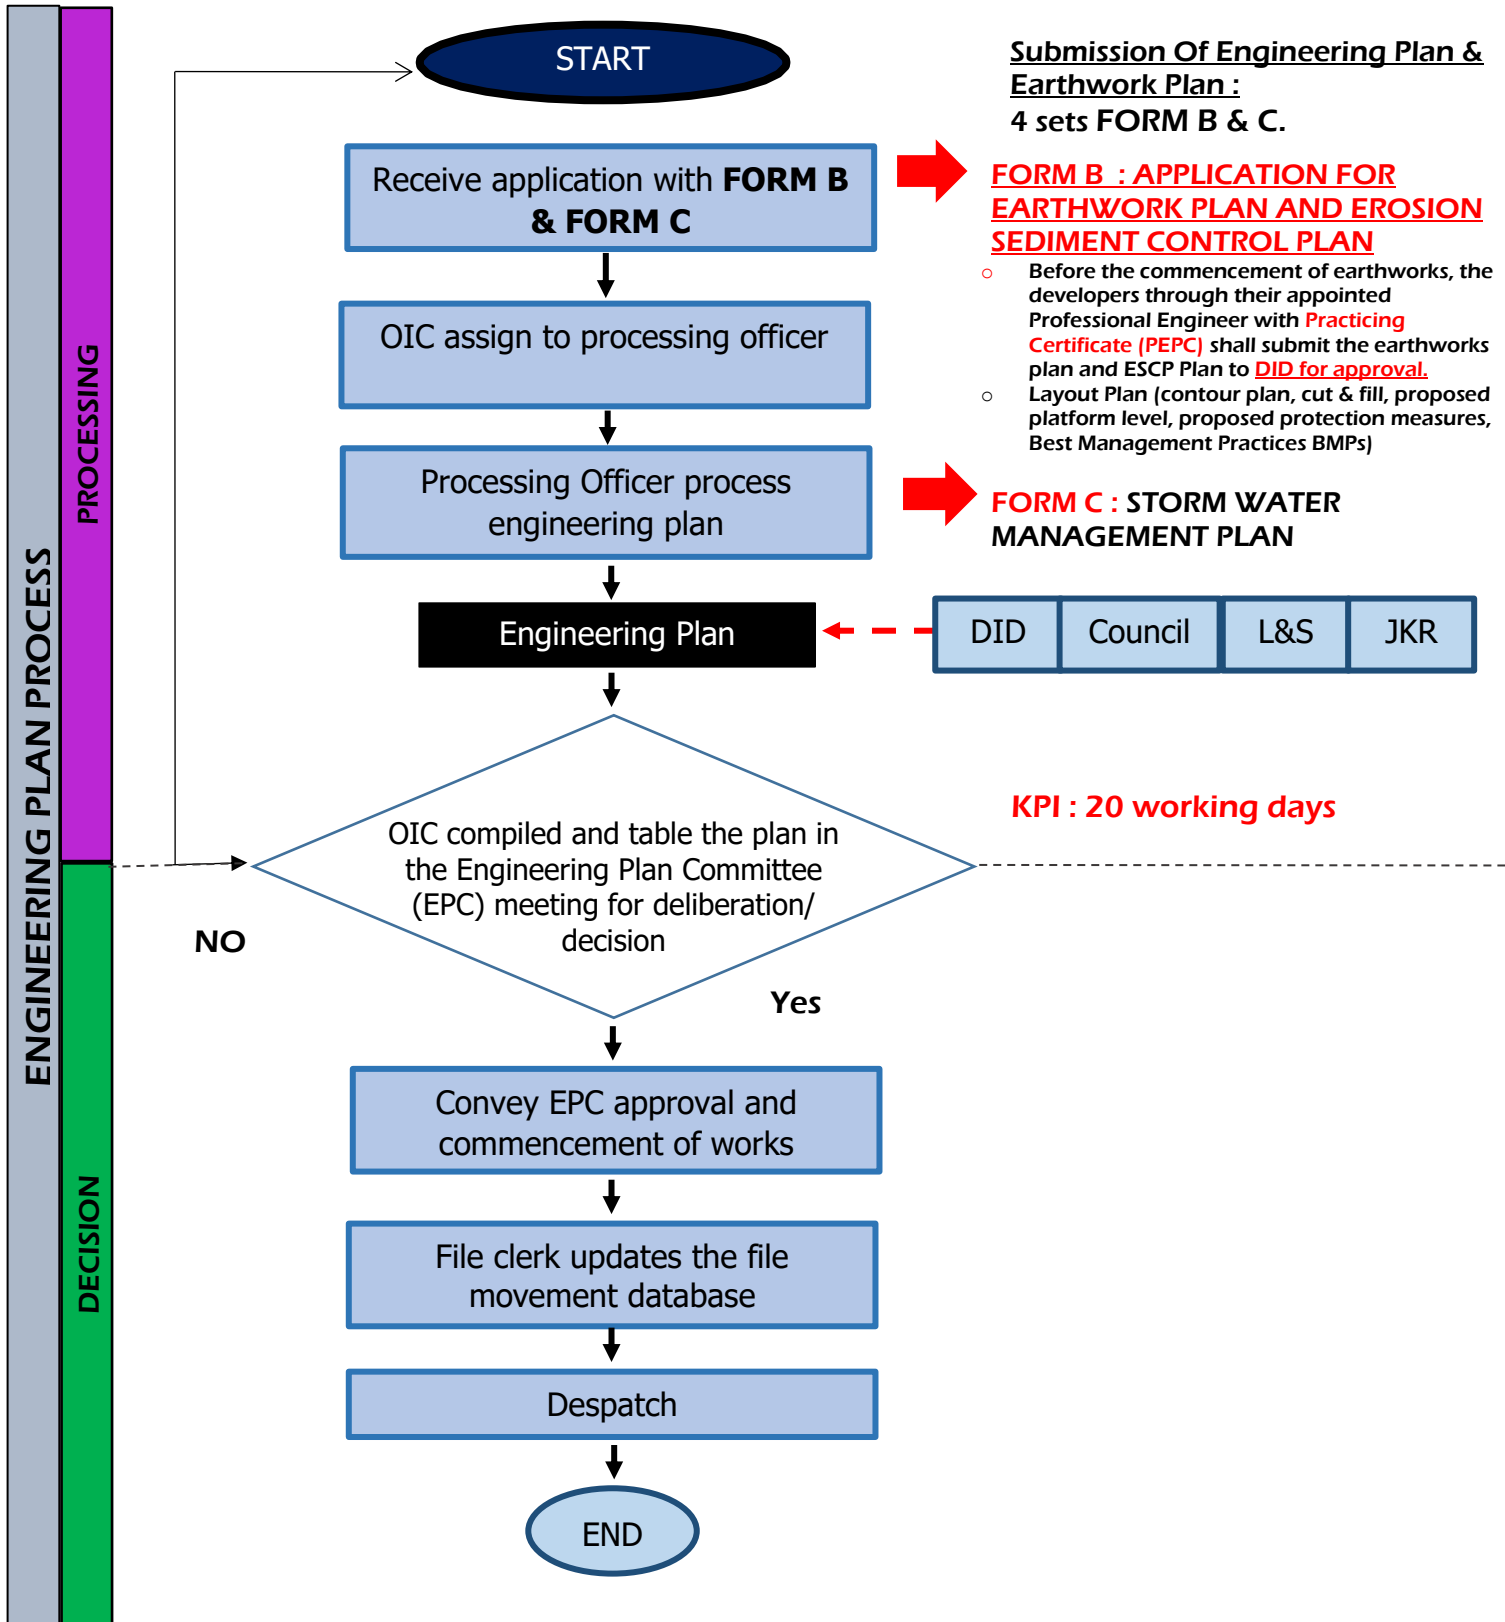 ENGINEERING PLAN PROCESS
PROCESSING
DECISION
START
Receive application with FORM B
& FORM C
OIC assign to processing officer
Processing Officer process
engineering plan
Engineering Plan
OIC compiled and table the plan in
the Engineering Plan Committee
(EPC) meeting for deliberation/
decision
NO
Yes
Convey EPC approval and
commencement of works
File clerk updates the file
movement database
Despatch
END
Submission Of Engineering Plan &
Earthwork Plan :
4 sets FORM B & C.
FORM B : APPLICATION FOR
EARTHWORK PLAN AND EROSION
SEDIMENT CONTROL PLAN
o Before the commencement of earthworks, the
developers through their appointed
Professional Engineer with Practicing
Certificate (PEPC) shall submit the earthworks
plan and ESCP Plan to DID for approval.
o Layout Plan (contour plan, cut & fill, proposed
platform level, proposed protection measures,
Best Management Practices BMPs)
FORM C : STORM WATER
MANAGEMENT PLAN
DID Council L&S JKR
KPI : 20 working days